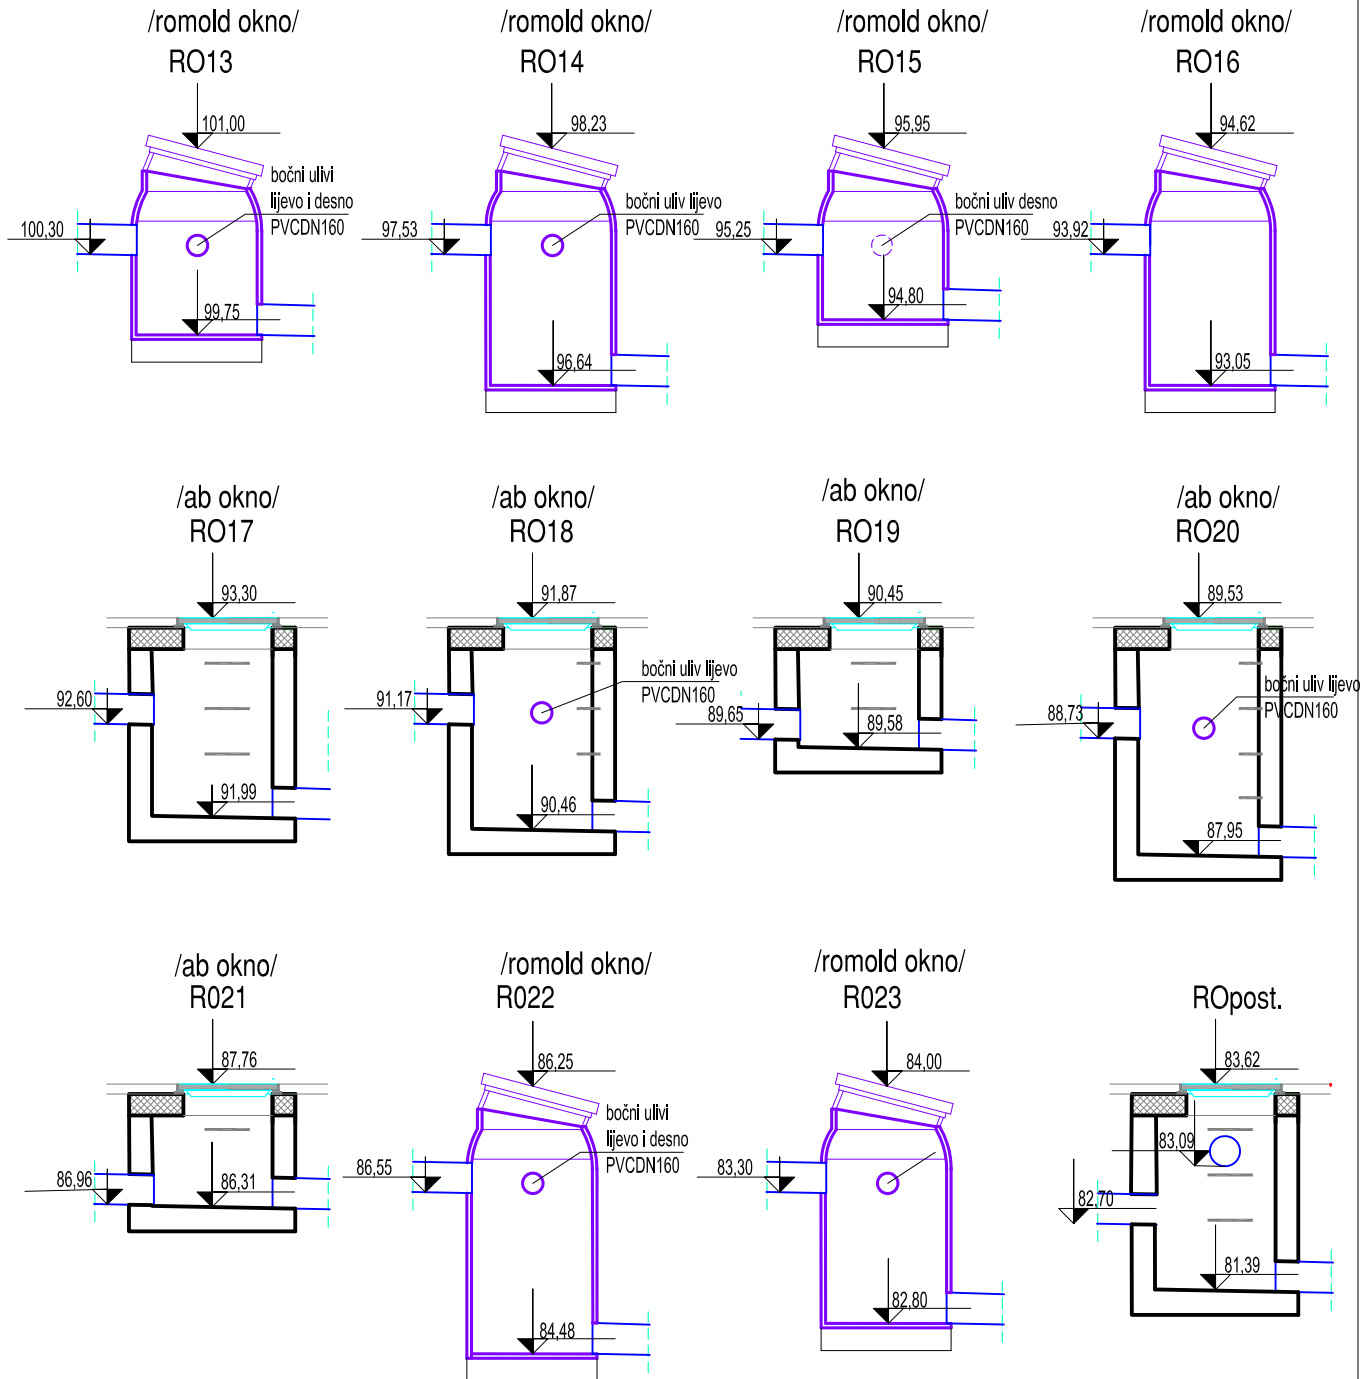 /romold okno/
RO13
101,00
bočni ulivi
lijevo i desno
PVCDN160
100,30
99,75
/romold okno/
RO14
98,23
bočni uliv lijevo
PVCDN160
97,53
96,64
/romold okno/
RO15
95,95
bočni uliv desno
PVCDN160
95,25
94,80
/romold okno/
RO16
94,62
93,92
93,05
/ab okno/
RO17
93,30
92,60
91,99
/ab okno/
RO18
91,87
bočni uliv lijevo
PVCDN160
91,17
90,46
/ab okno/
RO19
90,45
89,65
89,58
/ab okno/
RO20
89,53
bočni uliv lijevo
PVCDN160
88,73
87,95
/ab okno/
R021
87,76
86,96
86,31
/romold okno/
R022
86,25
bočni ulivi
lijevo i desno
PVCDN160
86,55
84,48
/romold okno/
R023
84,00
83,30
82,80
ROpost.
83,62
83,09
82,70
81,39